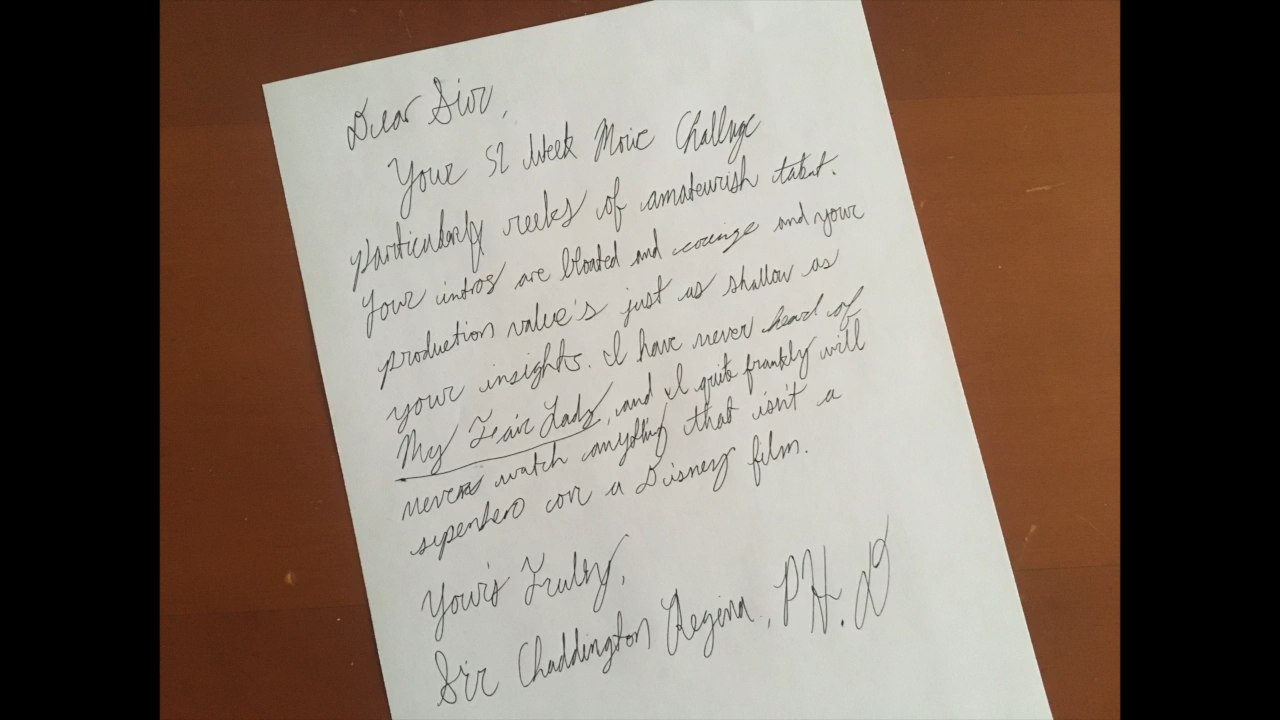 Dear Sir,
Your 52 Week Movie Challenge
particularly reeks of amateurish talent.
Your intros are bloated and and your
production value's just as shallow as
your insights. I have never heard of
My Fair Lady, and I quite frankly will
never watch anything that isn't a
superhero or a Disney film.
Your's Truly,
Sir Chaddington Regina, PH.D